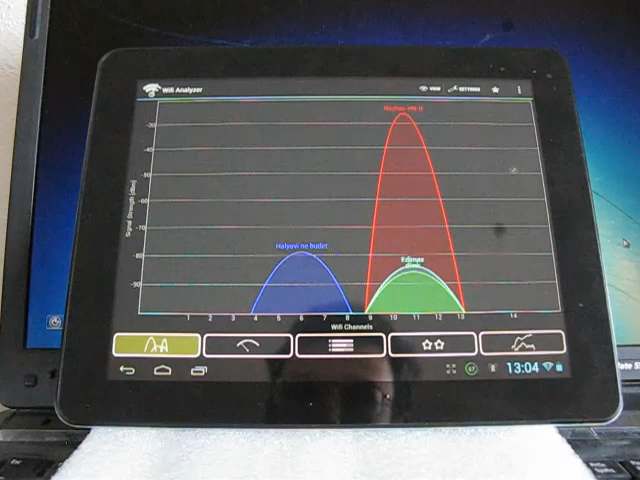 Wifi Analyzer
VIEW
SETTINGS
-30
-40
-50
-60
-70
-80
-90
Signal Strength [dBm]
Halyavi ne budet
Edimax
1 2 3 4 5 6 7 8 9 10 11 12 13 14
Wifi Channels
13:04